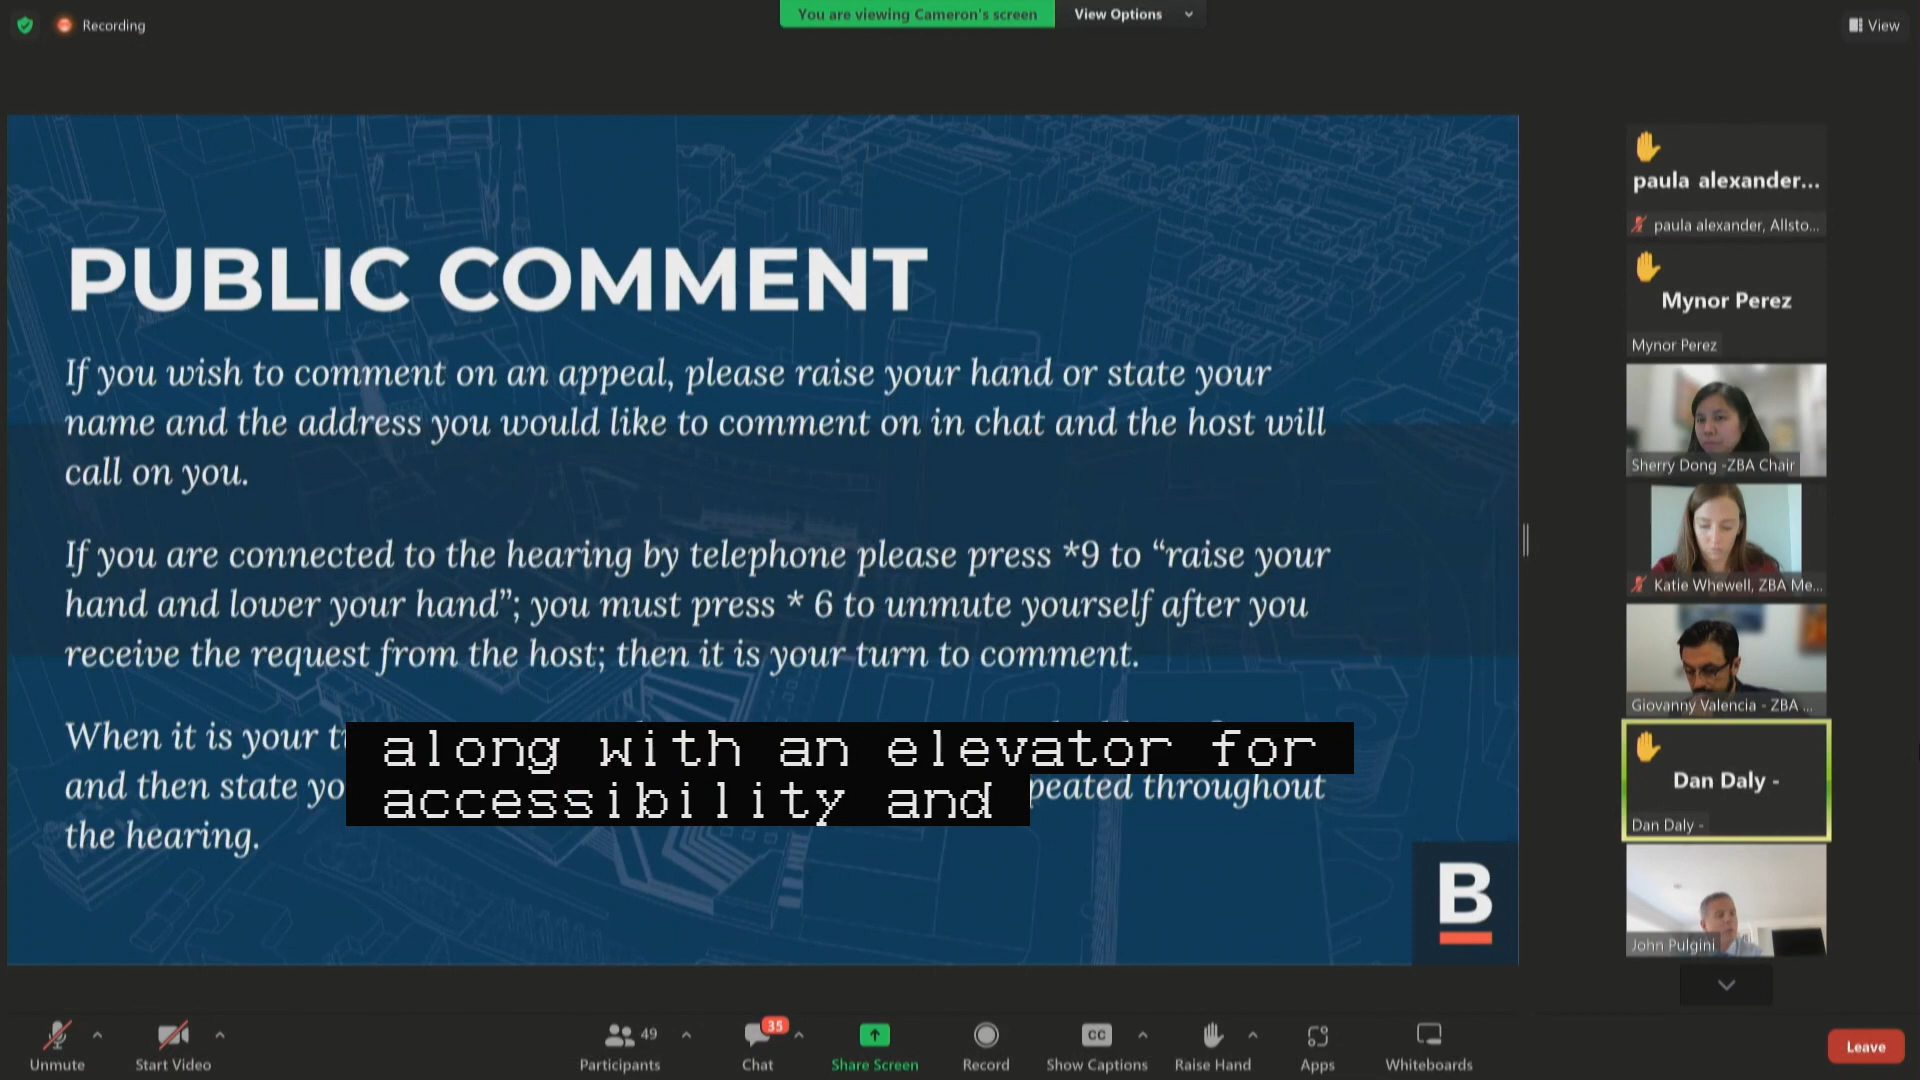 Recording
You are viewing Cameron's screen
View Options
View
PUBLIC COMMENT
If you wish to comment on an appeal, please raise your hand or state your
name and the address you would like to comment on in chat and the host will
call on you.
If you are connected to the hearing by telephone please press *9 to “raise your
hand and lower your hand”; you must press * 6 to unmute yourself after you
receive the request from the host; then it is your turn to comment.
When it is your
and then state
peated throughout
the hearing.
along with an elevator for
accessibility and
B
paula alexander...
paula alexander, Allsto...
Mynor Perez
Mynor Perez
Sherry Dong -ZBA Chair
Katie Whewell, ZBA Me...
Giovanny Valencia - ZBA ...
Dan Daly -
Dan Daly -
John Pulgini
Unmute
Start Video
49
Participants
35
Chat
Share Screen
Record
CC
Show Captions
Raise Hand
Apps
Whiteboards
Leave